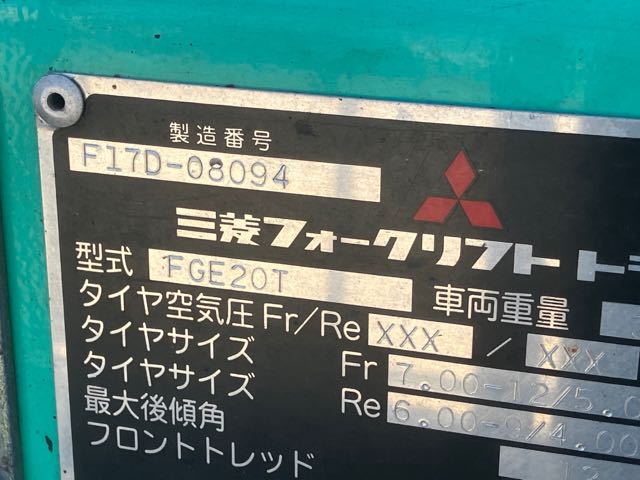 製造番号
F17D-08094
三菱フォークリフト
型式 FGE20T 車両重量
タイヤ空気圧 Fr/Re XXX / XXX
タイヤサイズ Fr 7.00-12/5.0
タイヤサイズ Re 6.00-9/4.00
最大後傾角 12
フロントトレッド